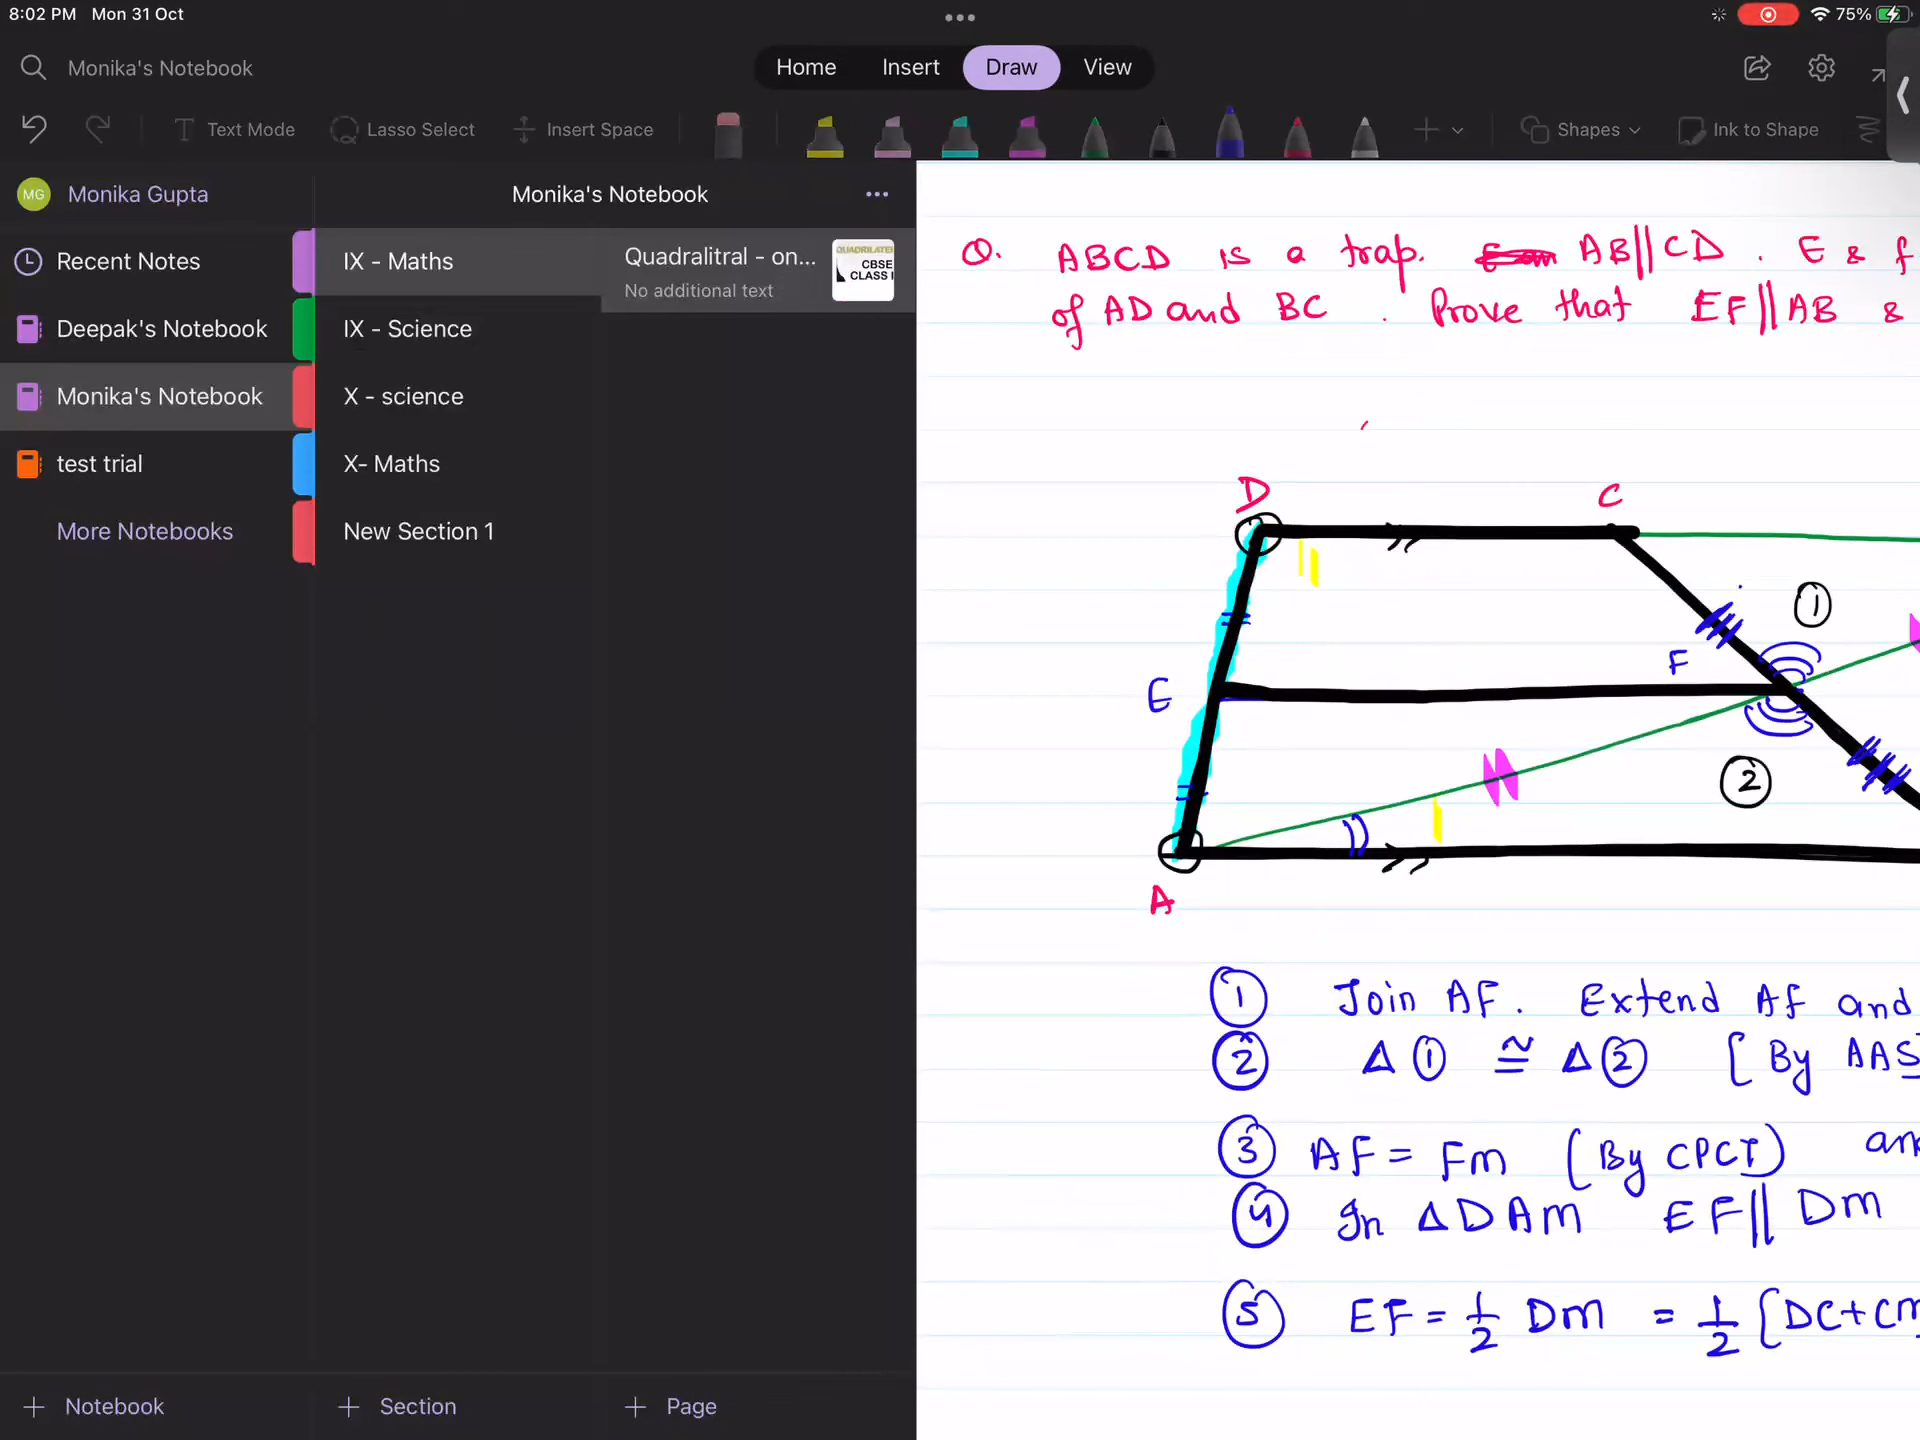 8:02 PM Mon 31 Oct
75%
Monika's Notebook
Home Insert Draw View
Text Mode Lasso Select Insert Space Shapes Ink to Shape
MG Monika Gupta
Recent Notes
Deepak's Notebook
Monika's Notebook
test trial
More Notebooks
Monika's Notebook
IX - Maths
IX - Science
X - science
X- Maths
New Section 1
Quadralitral - on...
No additional text
CBSE
Notebook
Section
Page
Q. ABCD is a trap. AB||CD. E & f
of AD and BC. Prove that EF||AB &
D C
①
F
E
②
A
① Join AF. Extend AF and
② Δ① ≅ Δ② [By AAS
③ AF = Fm (By CPCT)
④ In ΔDAm EF|| Dm
⑤ EF = 1/2 Dm = 1/2 [DC+Cm